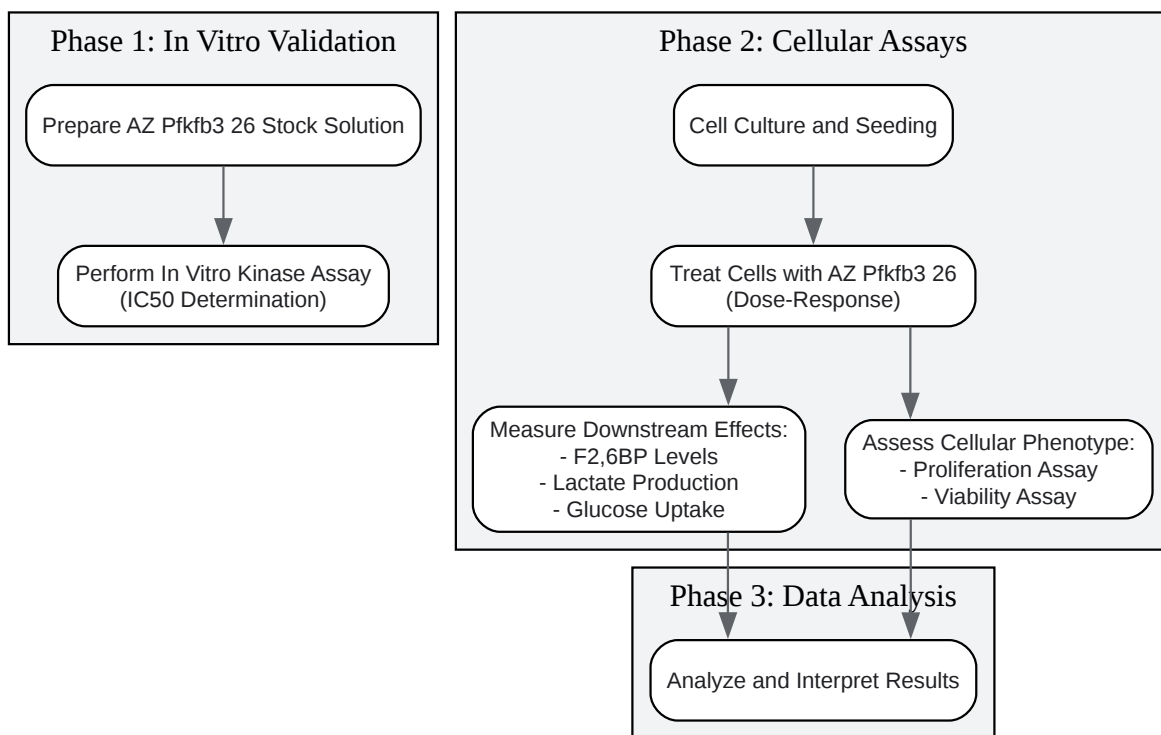 Phase 1: In Vitro Validation
Prepare AZ Pfkfb3 26 Stock Solution
Perform In Vitro Kinase Assay
(IC50 Determination)
Phase 2: Cellular Assays
Cell Culture and Seeding
Treat Cells with AZ Pfkfb3 26
(Dose-Response)
Measure Downstream Effects:
- F2,6BP Levels
- Lactate Production
- Glucose Uptake
Assess Cellular Phenotype:
- Proliferation Assay
- Viability Assay
Phase 3: Data Analysis
Analyze and Interpret Results